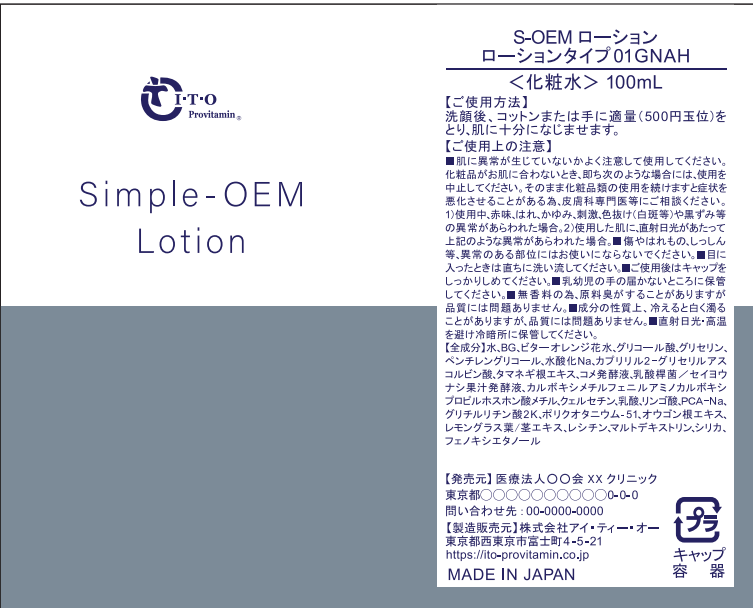 I·T·O
Provitamin®
Simple-OEM
Lotion
S-OEM ローション
ローションタイプ01GNAH
＜化粧水＞ 100mL
【ご使用方法】
洗顔後、コットンまたは手に適量（500円玉位）を
とり、肌に十分になじませます。
【ご使用上の注意】
■肌に異常が生じていないかよく注意して使用してください。
化粧品がお肌に合わないとき、即ち次のような場合には、使用を
中止してください。そのまま化粧品類の使用を続けますと症状を
悪化させることがある為、皮膚科専門医等にご相談ください。
1）使用中、赤味、はれ、かゆみ、刺激、色抜け（白斑等）や黒ずみ等
の異常があらわれた場合。2）使用した肌に、直射日光があたって
上記のような異常があらわれた場合。■傷やはれもの、しっしん
等、異常のある部位にはお使いにならないでください。■目に
入ったときは直ちに洗い流してください。■ご使用後はキャップを
しっかりしめてください。■乳幼児の手の届かないところに保管
してください。■無香料の為、原料臭がすることがありますが
品質には問題ありません。■成分の性質上、冷えると白く濁る
ことがありますが、品質には問題ありません。■直射日光・高温
を避け冷暗所に保管してください。
【全成分】水、BG、ビターオレンジ花水、グリコール酸、グリセリン、
ペンチレングリコール、水酸化Na、カプリリル2-グリセリルアス
コルビン酸、タマネギ根エキス、コメ発酵液、乳酸桿菌／セイヨウ
ナシ果汁発酵液、カルボキシメチルフェニルアミノカルボキシ
プロピルホスホン酸メチル、クェルセチン、乳酸、リンゴ酸、PCA-Na、
グリチルリチン酸2K、ポリクオタニウム-51、オウゴン根エキス、
レモングラス葉/茎エキス、レシチン、マルトデキストリン、シリカ、
フェノキシエタノール
【発売元】医療法人〇〇会 XX クリニック
東京都〇〇〇〇〇〇〇〇〇〇0-0-0
問い合わせ先：00-0000-0000
【製造販売元】株式会社アイ・ティー・オー
東京都西東京市富士町4-5-21
https://ito-provitamin.co.jp
MADE IN JAPAN
プラ
キャップ
容 器